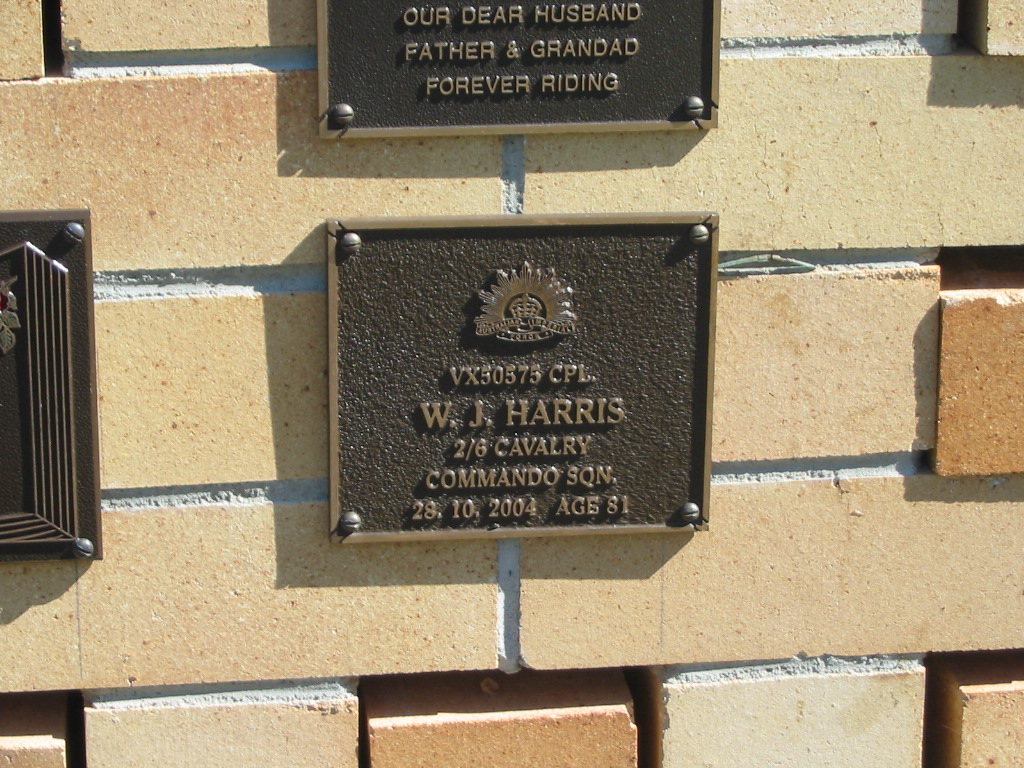 OUR DEAR HUSBAND
FATHER & GRANDAD
FOREVER RIDING
VX50575 CPL.
W. J. HARRIS
2/6 CAVALRY
COMMANDO SQN.
28. 10. 2004 AGE 81